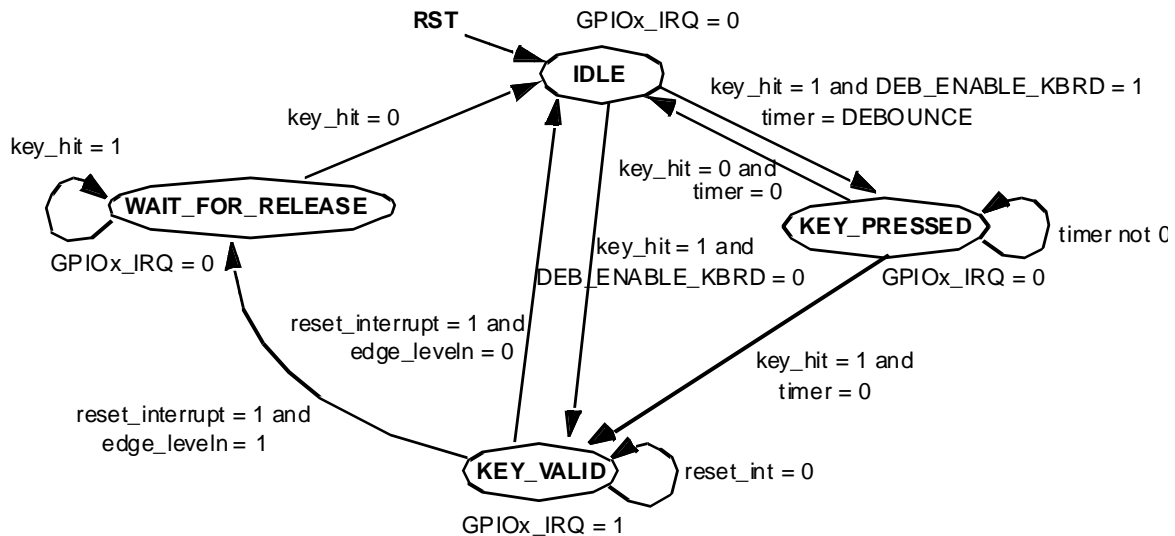 RST
GPIOx_IRQ = 0
IDLE
key_hit = 1 and DEB_ENABLE_KBRD = 1
timer = DEBOUNCE
key_hit = 0
key_hit = 1
key_hit = 0 and
timer = 0
WAIT_FOR_RELEASE
KEY_PRESSED
timer not 0
GPIOx_IRQ = 0
key_hit = 1 and
DEB_ENABLE_KBRD = 0
GPIOx_IRQ = 0
reset_interrupt = 1 and
edge_leveln = 0
key_hit = 1 and
timer = 0
reset_interrupt = 1 and
edge_leveln = 1
KEY_VALID
reset_int = 0
GPIOx_IRQ = 1